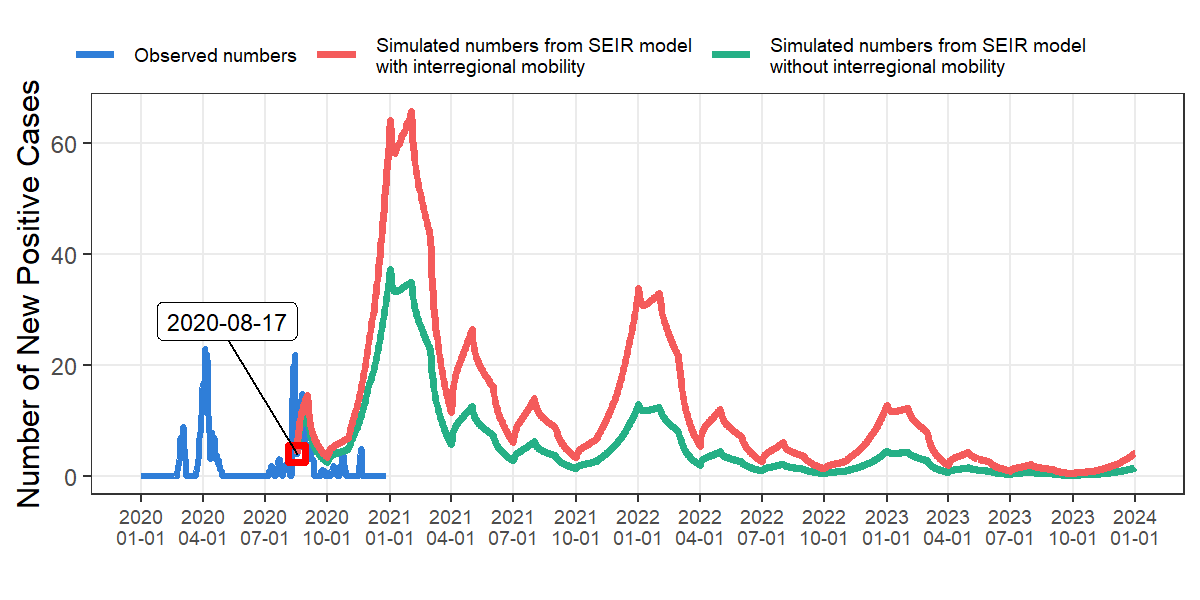 Observed numbers
Simulated numbers from SEIR model
with interregional mobility
Simulated numbers from SEIR model
without interregional mobility
Number of New Positive Cases
60
40
20
0
2020-08-17
2020 2020 2020 2020 2021 2021 2021 2021 2022 2022 2022 2022 2023 2023 2023 2023 2024
01-01 04-01 07-01 10-01 01-01 04-01 07-01 10-01 01-01 04-01 07-01 10-01 01-01 04-01 07-01 10-01 01-01